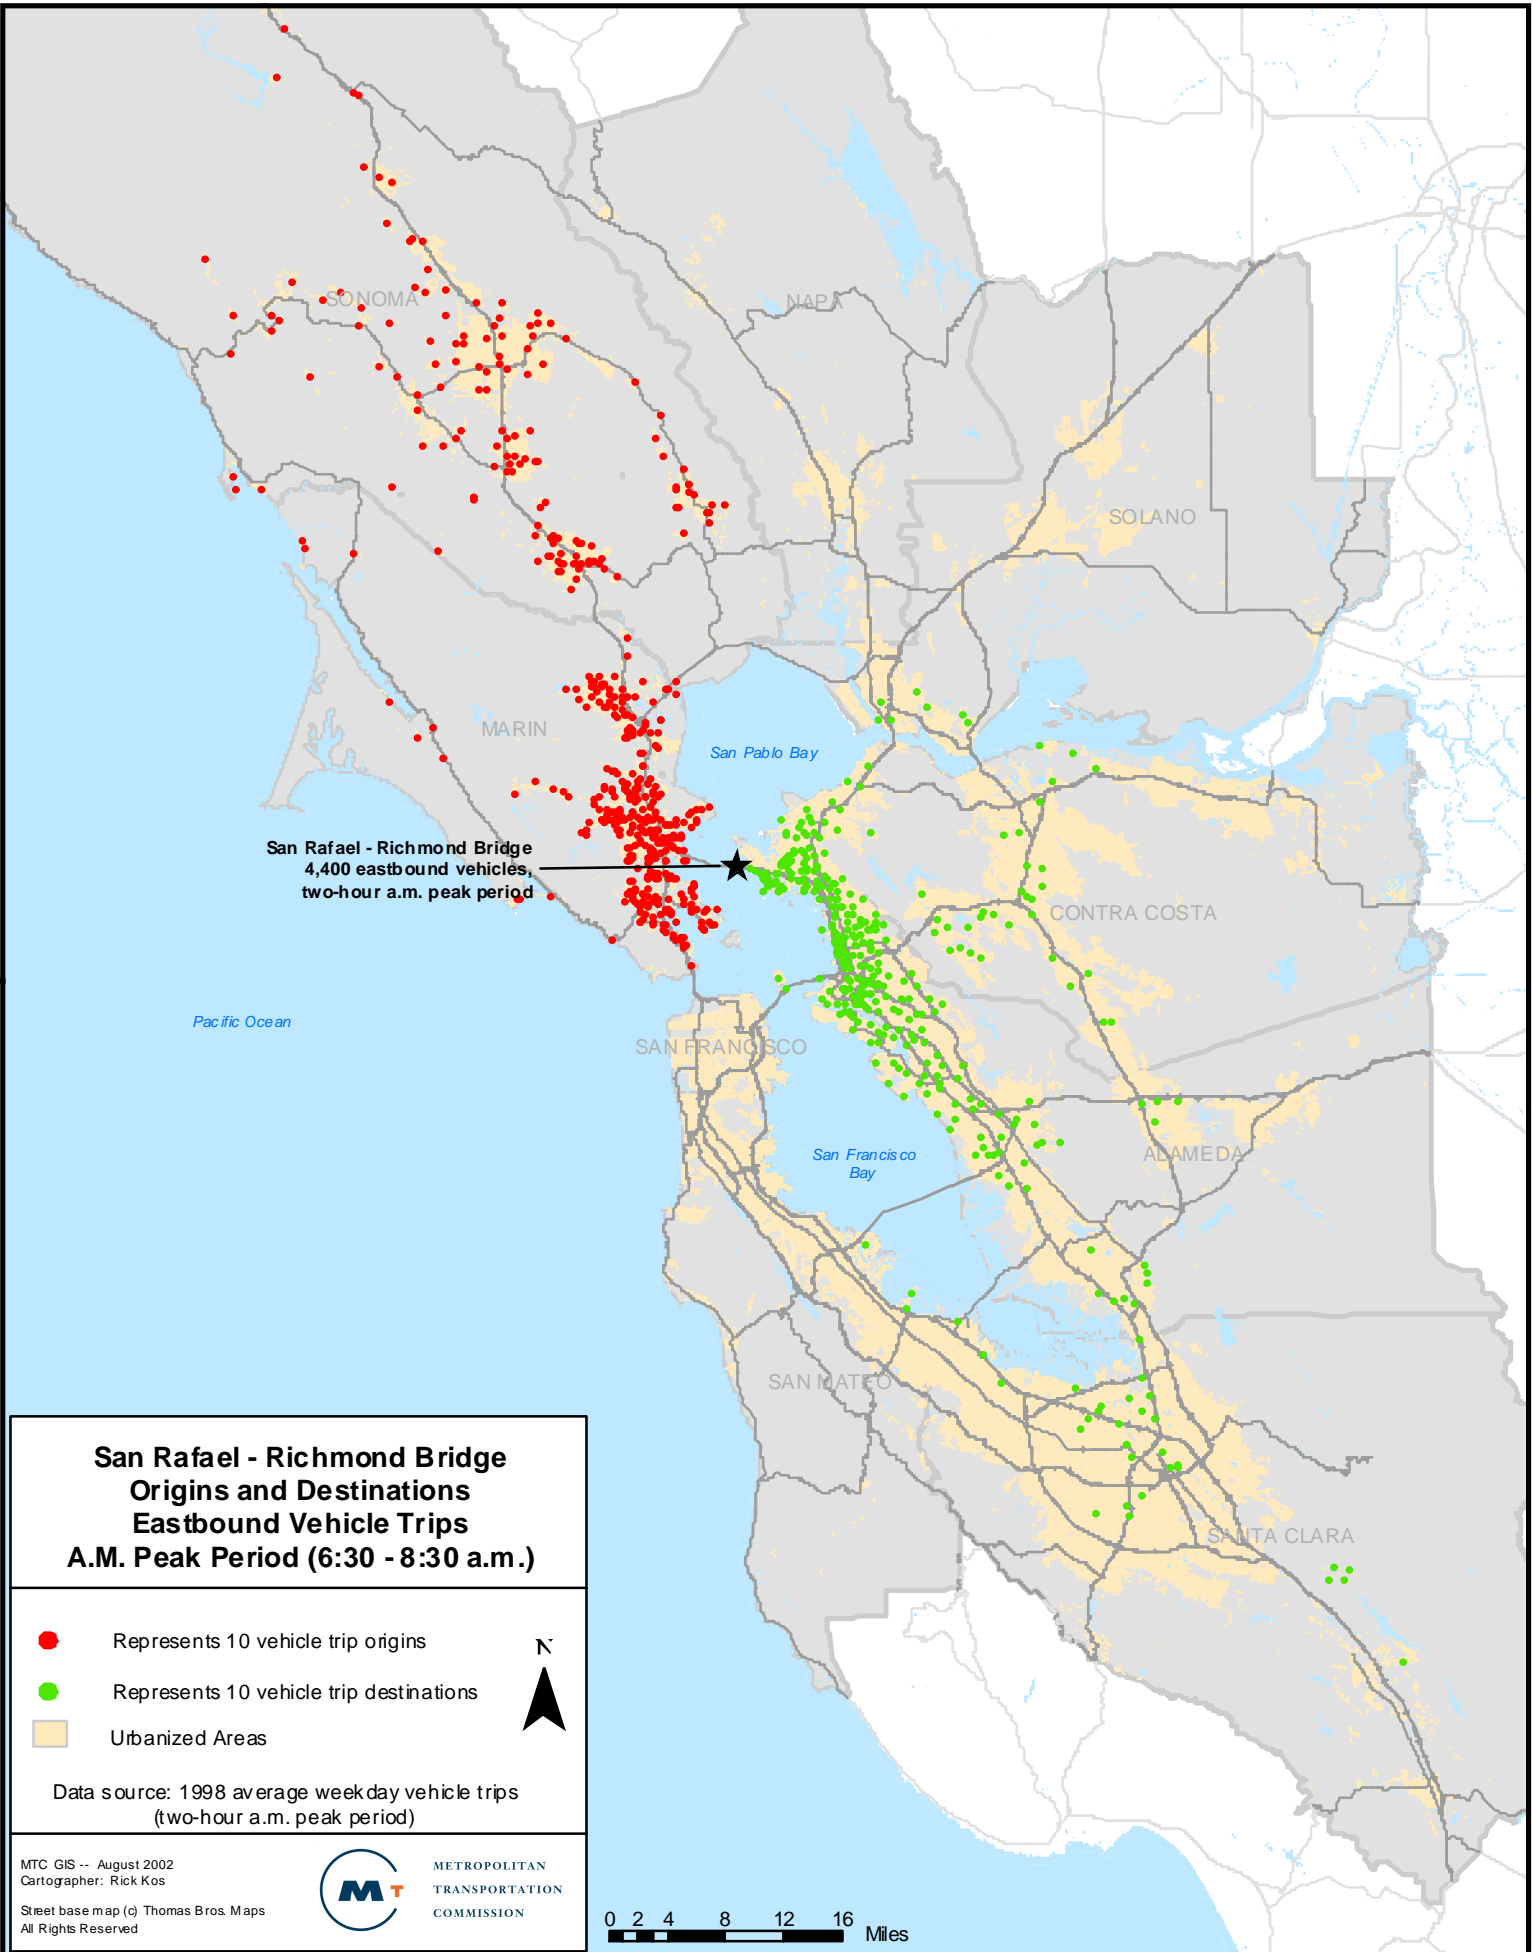 SONOMA
NAPA
SOLANO
MARIN
San Pablo Bay
San Rafael - Richmond Bridge
4,400 eastbound vehicles,
two-hour a.m. peak period
CONTRA COSTA
Pacific Ocean
SAN FRANCISCO
San Francisco
Bay
ALAMEDA
SAN MATEO
SANTA CLARA
San Rafael - Richmond Bridge
Origins and Destinations
Eastbound Vehicle Trips
A.M. Peak Period (6:30 - 8:30 a.m.)
Represents 10 vehicle trip origins
N
Represents 10 vehicle trip destinations
Urbanized Areas
Data source: 1998 average weekday vehicle trips
(two-hour a.m. peak period)
MTC GIS -- August 2002
Cartographer: Rick Kos
Street base map (c) Thomas Bros. Maps
All Rights Reserved
MT
METROPOLITAN
TRANSPORTATION
COMMISSION
0 2 4 8 12 16
Miles